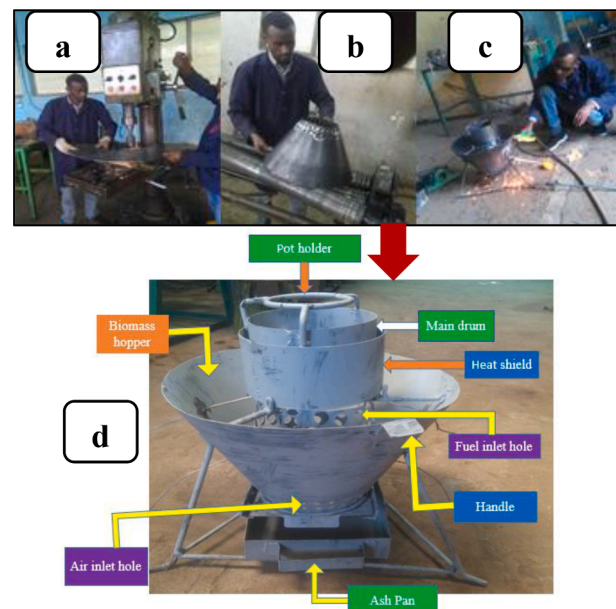 a
b
c
Pot holder
Biomass
hopper
Main drum
Heat shield
d
Fuel inlet hole
Handle
Air inlet hole
Ash Pan